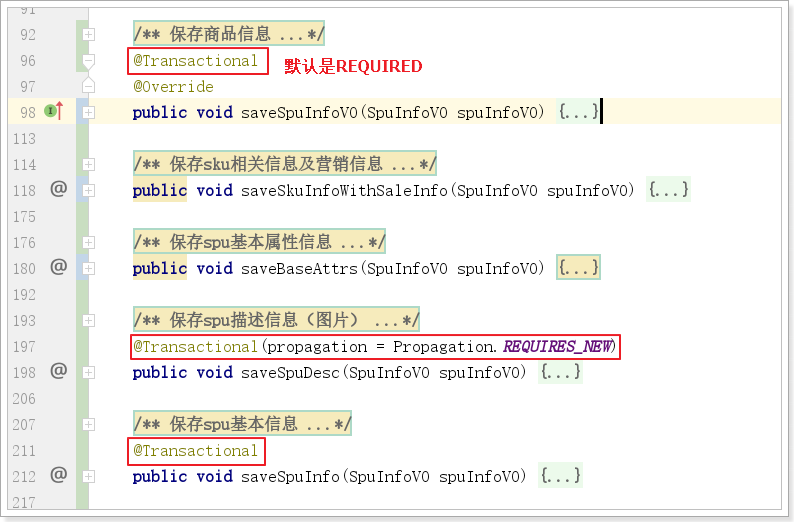 91
92 /** 保存商品信息 ...*/
96 @Transactional 默认是REQUIRED
97 @Override
98 public void saveSpuInfoVO(SpuInfoVO spuInfoVO) {...}
113
114 /** 保存sku相关信息及营销信息 ...*/
118 @ public void saveSkuInfoWithSaleInfo(SpuInfoVO spuInfoVO) {...}
175
176 /** 保存spu基本属性信息 ...*/
180 @ public void saveBaseAttrs(SpuInfoVO spuInfoVO) {...}
192
193 /** 保存spu描述信息（图片） ...*/
197 @Transactional(propagation = Propagation.REQUIRES_NEW)
198 @ public void saveSpuDesc(SpuInfoVO spuInfoVO) {...}
206
207 /** 保存spu基本信息 ...*/
211 @Transactional
212 @ public void saveSpuInfo(SpuInfoVO spuInfoVO) {...}
217